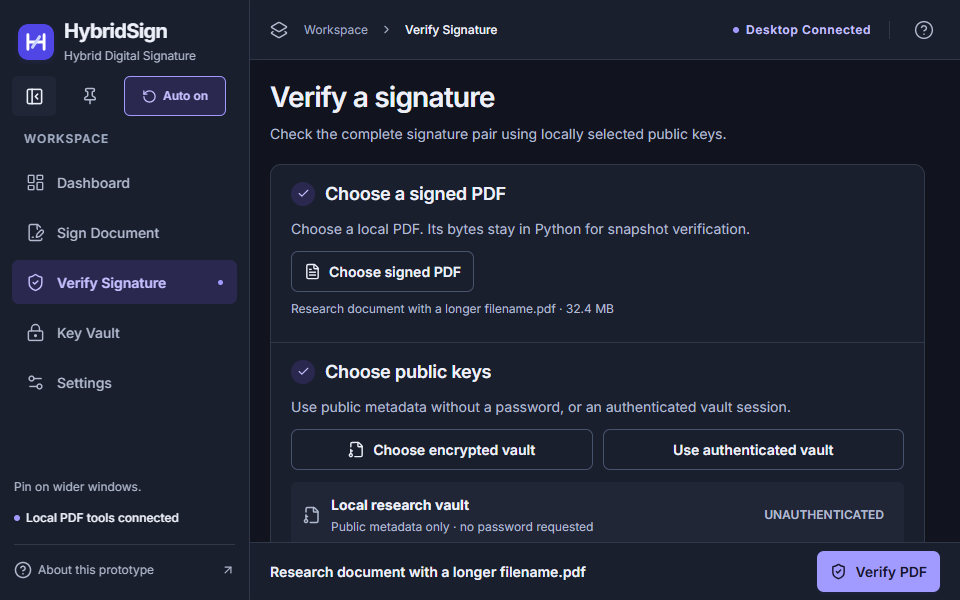 HybridSign
Hybrid Digital Signature
Auto on
WORKSPACE
Dashboard
Sign Document
Verify Signature
Key Vault
Settings
Pin on wider windows.
Local PDF tools connected
About this prototype
Workspace > Verify Signature
Desktop Connected
Verify a signature
Check the complete signature pair using locally selected public keys.
Choose a signed PDF
Choose a local PDF. Its bytes stay in Python for snapshot verification.
Choose signed PDF
Research document with a longer filename.pdf · 32.4 MB
Choose public keys
Use public metadata without a password, or an authenticated vault session.
Choose encrypted vault
Use authenticated vault
Local research vault
Public metadata only · no password requested
UNAUTHENTICATED
Research document with a longer filename.pdf
Verify PDF